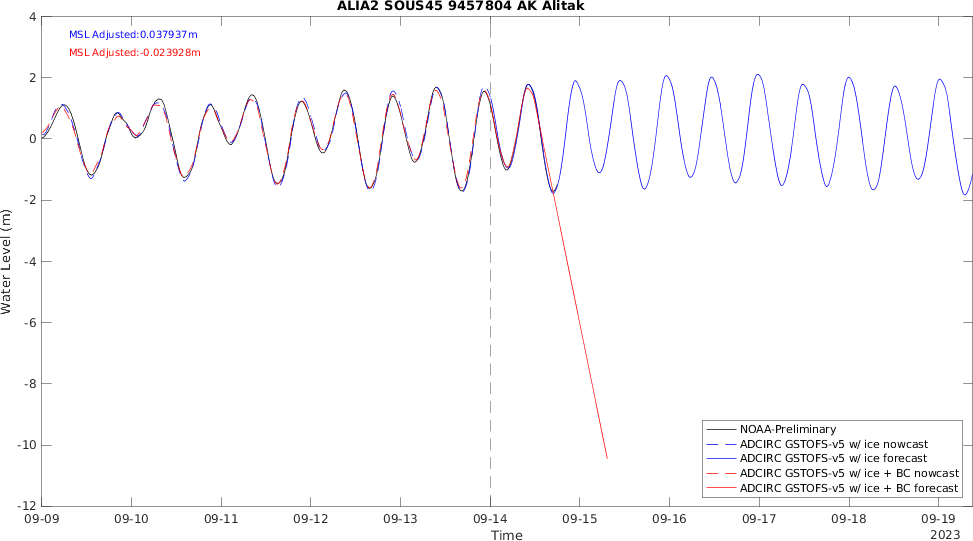 ALIA2 SOUS45 9457804 AK Alitak
MSL Adjusted:0.037937m
MSL Adjusted:-0.023928m
Water Level (m)
4
2
0
-2
-4
-6
-8
-10
-12
NOAA-Preliminary
ADCIRC GSTOFS-v5 w/ ice nowcast
ADCIRC GSTOFS-v5 w/ ice forecast
ADCIRC GSTOFS-v5 w/ ice + BC nowcast
ADCIRC GSTOFS-v5 w/ ice + BC forecast
09-09 09-10 09-11 09-12 09-13 09-14 09-15 09-16 09-17 09-18 09-19
Time
2023